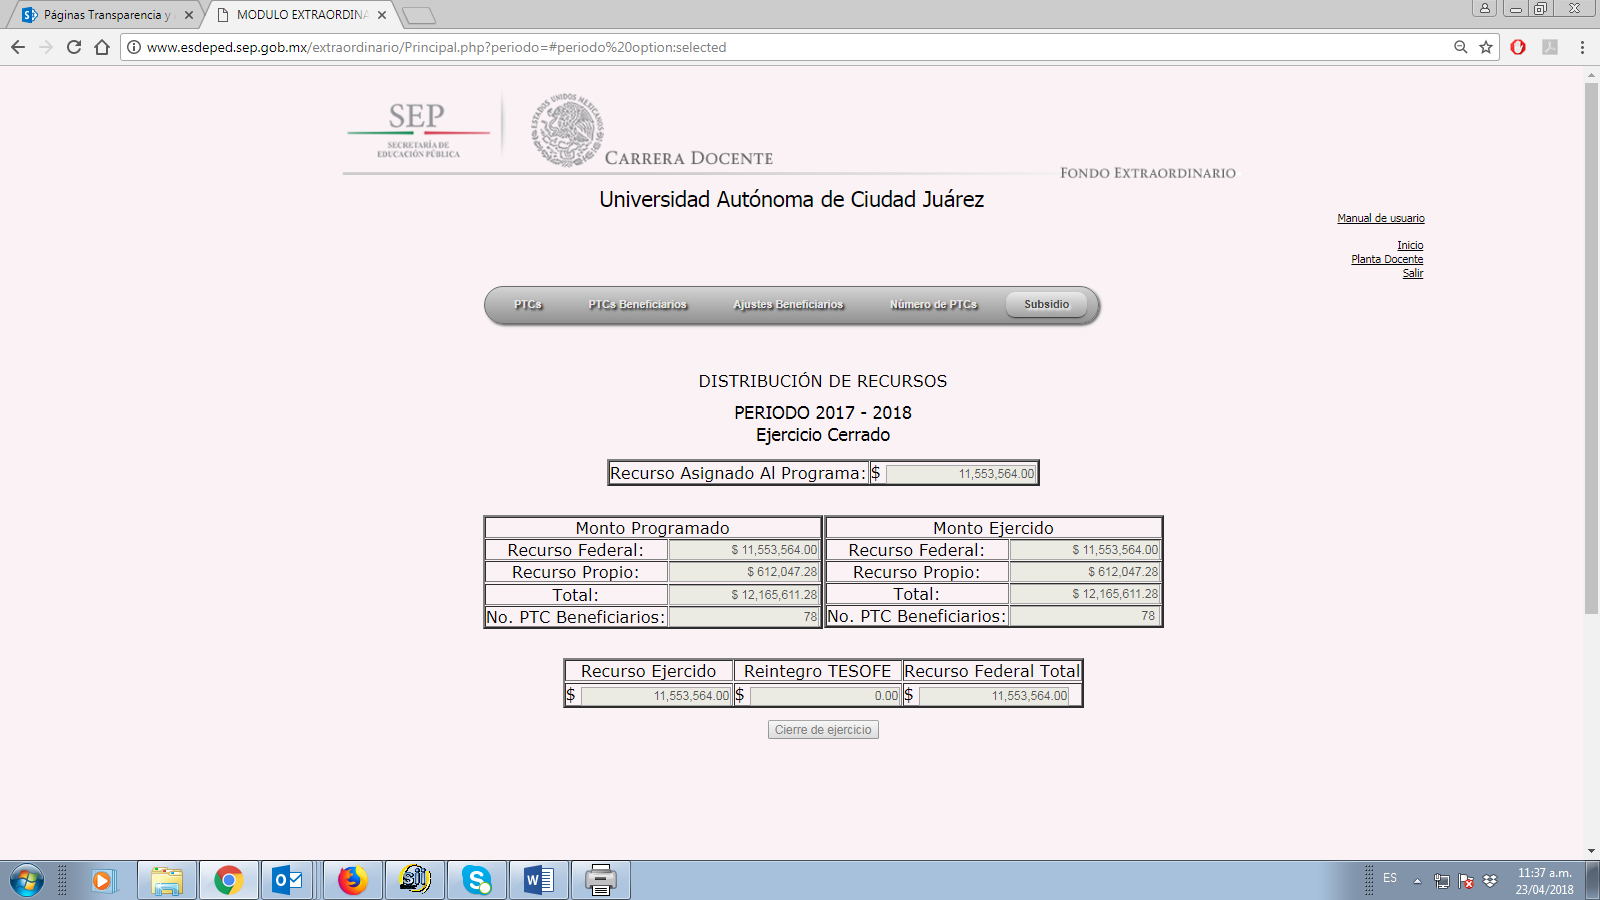 Páginas Transparencia y
MODULO EXTRAORDINA
www.esdeped.sep.gob.mx/extraordinario/Principal.php?periodo=#periodo%20option:selected
SEP
SECRETARÍA DE
EDUCACIÓN PÚBLICA
ESTADOS UNIDOS MEXICANOS
CARRERA DOCENTE
FONDO EXTRAORDINARIO
Universidad Autónoma de Ciudad Juárez
Manual de usuario
Inicio
Planta Docente
Salir
PTCs PTCs Beneficiarios Ajustes Beneficiarios Número de PTCs Subsidio
DISTRIBUCIÓN DE RECURSOS
PERIODO 2017 - 2018
Ejercicio Cerrado
Recurso Asignado Al Programa: $ 11,553,564.00
Monto Programado Monto Ejercido
Recurso Federal: $ 11,553,564.00 Recurso Federal: $ 11,553,564.00
Recurso Propio: $ 612,047.28 Recurso Propio: $ 612,047.28
Total: $ 12,165,611.28 Total: $ 12,165,611.28
No. PTC Beneficiarios: 78 No. PTC Beneficiarios: 78
Recurso Ejercido Reintegro TESOFE Recurso Federal Total
$ 11,553,564.00 $ 0.00 $ 11,553,564.00
Cierre de ejercicio
ES
11:37 a.m.
23/04/2018